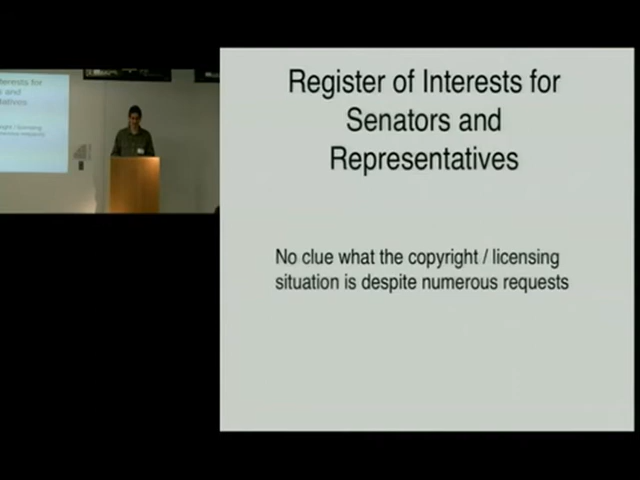 Register of Interests for
Senators and
Representatives
No clue what the copyright / licensing
situation is despite numerous requests